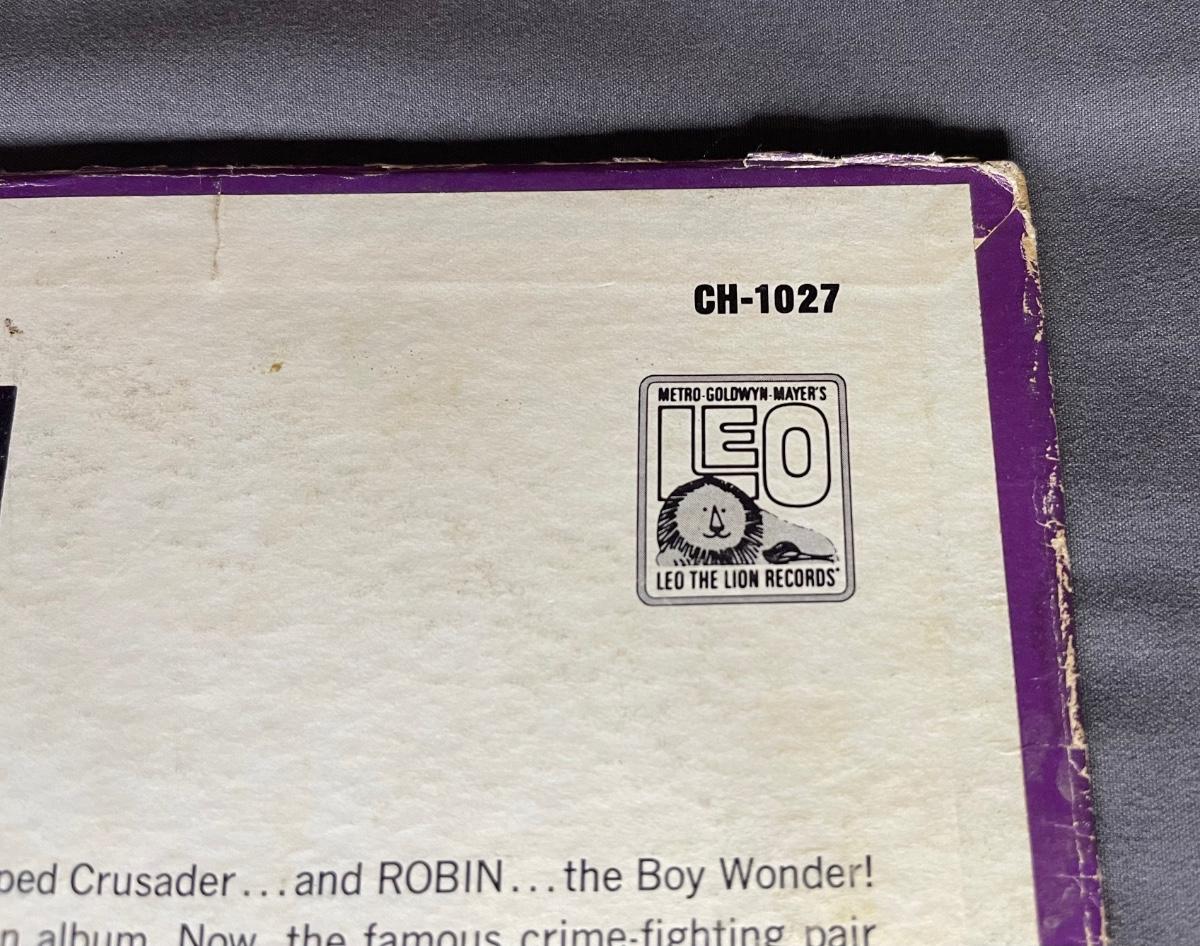 CH-1027
METRO-GOLDWYN-MAYER'S
LEO
LEO THE LION RECORDS
Crusader...and ROBIN...the Boy Wonder!
album. Now, the famous crime-fighting pair